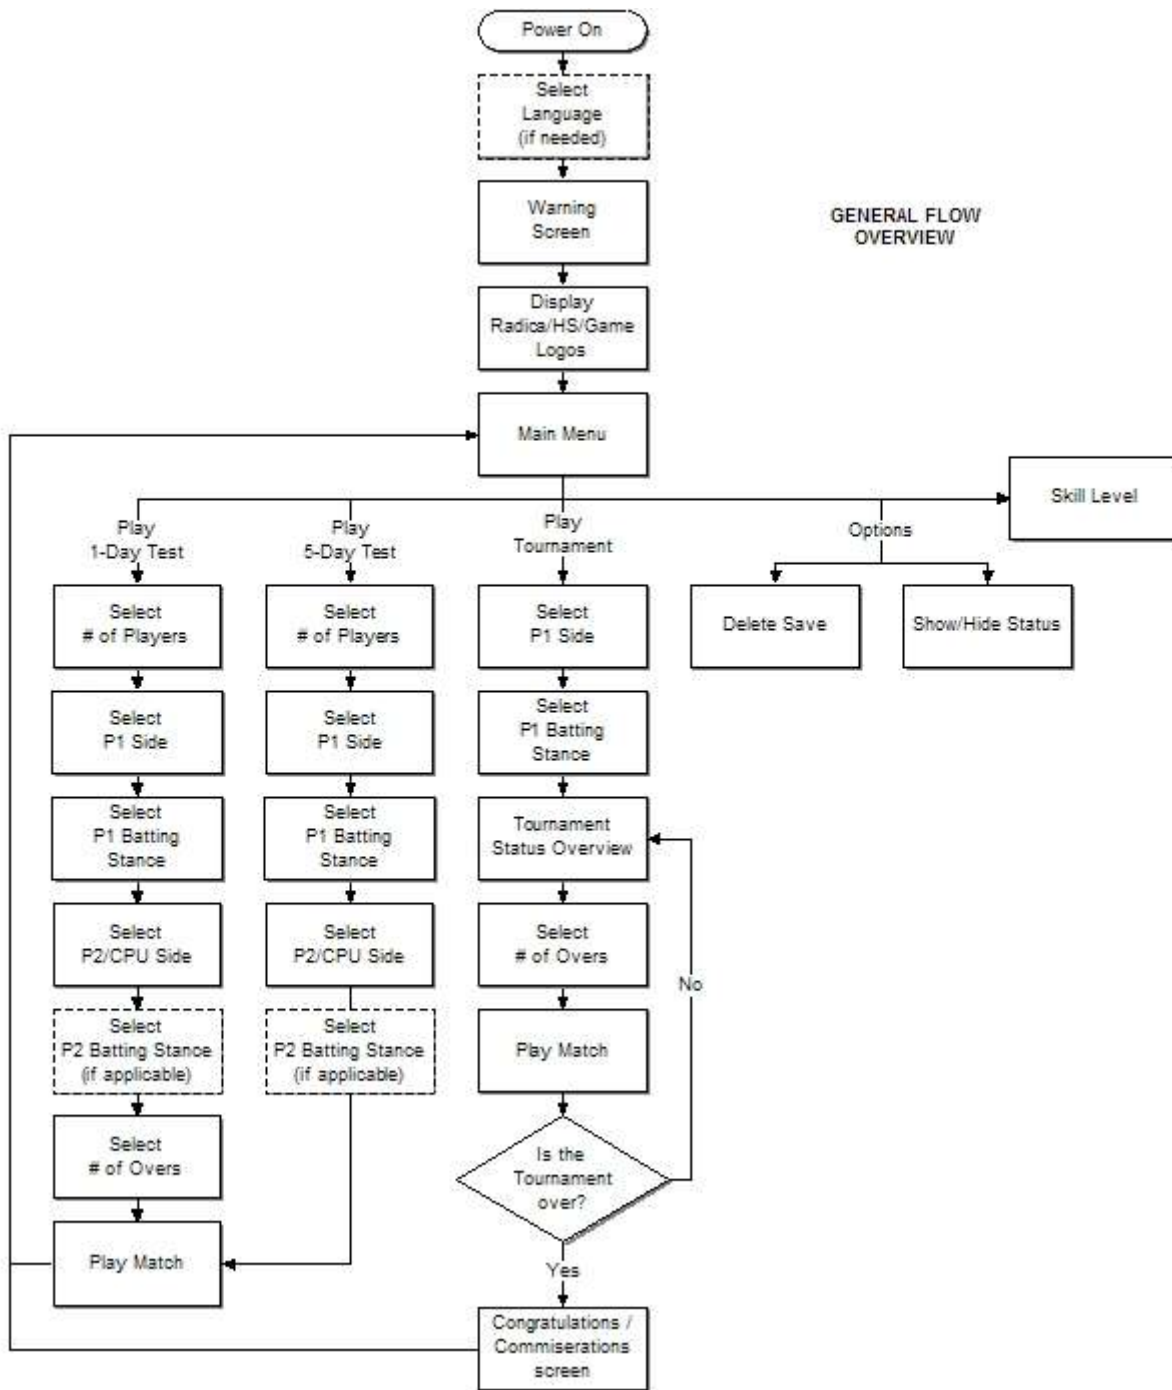 Power On
Select
Language
(if needed)
Warning
Screen
GENERAL FLOW
OVERVIEW
Display
Radica/HS/Game
Logos
Main Menu
Skill Level
Play
1-Day Test
Play
5-Day Test
Play
Tournament
Options
Select
# of Players
Select
# of Players
Select
P1 Side
Delete Save
Show/Hide Status
Select
P1 Side
Select
P1 Side
Select
P1 Batting
Stance
Select
P1 Batting
Stance
Select
P1 Batting
Stance
Tournament
Status Overview
Select
P2/CPU Side
Select
P2/CPU Side
Select
# of Overs
No
Select
P2 Batting Stance
(if applicable)
Select
P2 Batting Stance
(if applicable)
Play Match
Select
# of Overs
Is the
Tournament
over?
Play Match
Yes
Congratulations /
Commiserations
screen